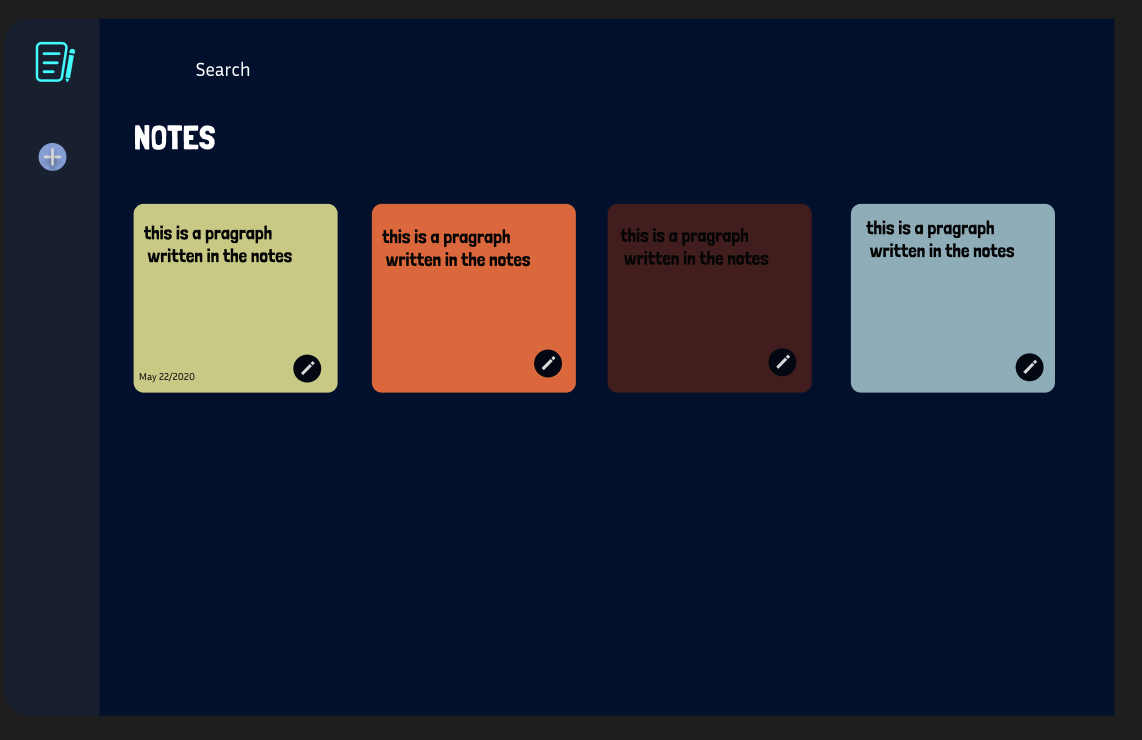 Search
NOTES
this is a pragraph
written in the notes
May 22/2020
this is a pragraph
written in the notes
this is a pragraph
written in the notes
this is a pragraph
written in the notes